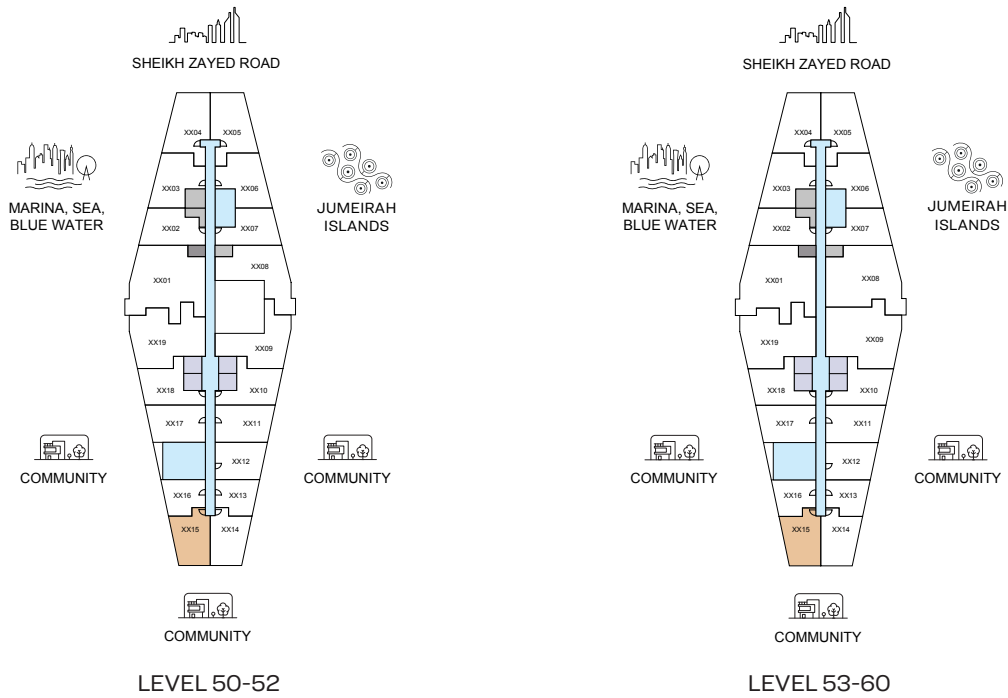 SHEIKH ZAYED ROAD
XX04
XX05
MARINA, SEA,
BLUE WATER
JUMEIRAH
ISLANDS
XX03
XX06
XX02
XX07
XX01
XX08
XX19
XX09
XX18
XX10
XX17
XX11
COMMUNITY
COMMUNITY
XX12
XX16
XX13
XX15
XX14
COMMUNITY
LEVEL 50-52
SHEIKH ZAYED ROAD
XX04
XX05
MARINA, SEA,
BLUE WATER
JUMEIRAH
ISLANDS
XX03
XX06
XX02
XX07
XX01
XX08
XX19
XX09
XX18
XX10
XX17
XX11
COMMUNITY
COMMUNITY
XX12
XX16
XX13
XX15
XX14
COMMUNITY
LEVEL 53-60